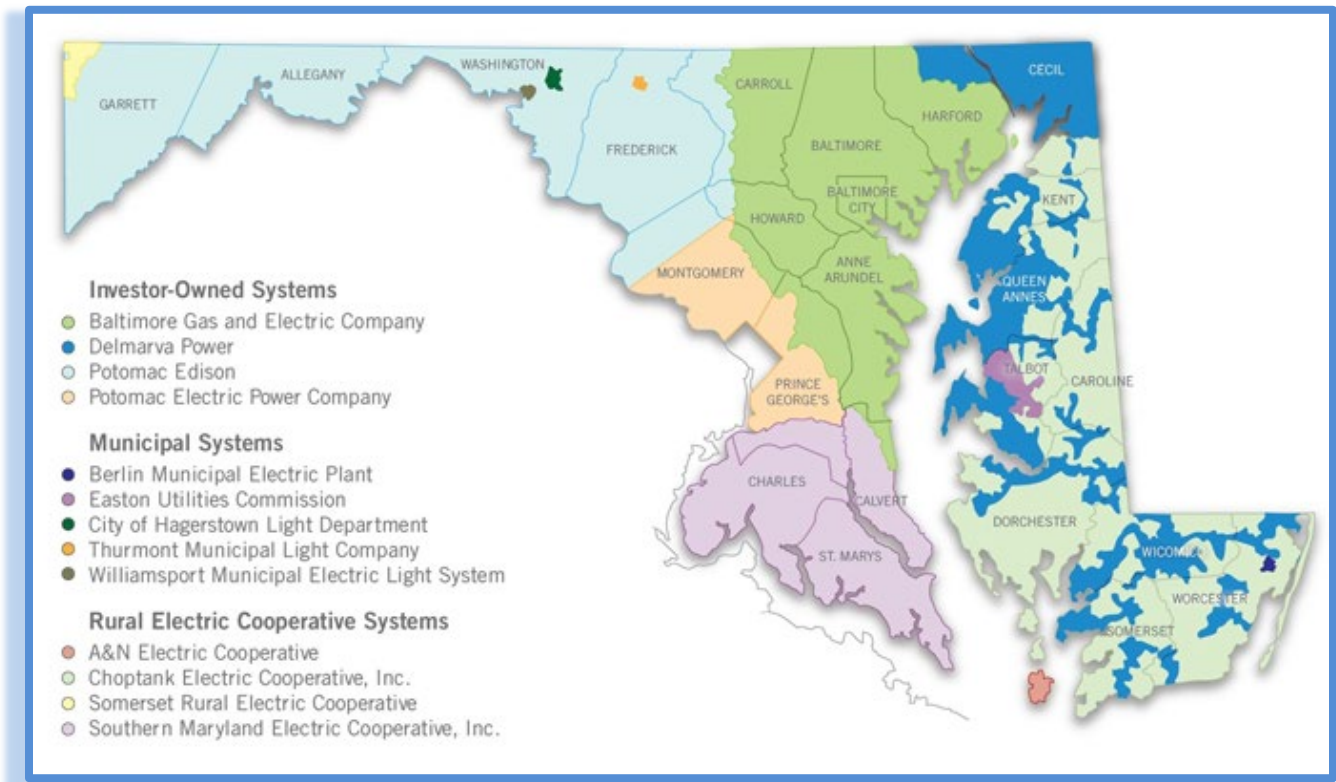 GARRETT
ALLEGANY
WASHINGTON
FREDERICK
CARROLL
BALTIMORE
HARFORD
CECIL
BALTIMORE
CITY
HOWARD
KENT
MONTGOMERY
ANNE
ARUNDEL
QUEEN
ANNES
PRINCE
GEORGE'S
TALBOT
CAROLINE
CHARLES
CALVERT
ST. MARYS
DORCHESTER
WICOMICO
WORCESTER
SOMERSET
Investor-Owned Systems
Baltimore Gas and Electric Company
Delmarva Power
Potomac Edison
Potomac Electric Power Company
Municipal Systems
Berlin Municipal Electric Plant
Easton Utilities Commission
City of Hagerstown Light Department
Thurmont Municipal Light Company
Williamsport Municipal Electric Light System
Rural Electric Cooperative Systems
A&N Electric Cooperative
Choptank Electric Cooperative, Inc.
Somerset Rural Electric Cooperative
Southern Maryland Electric Cooperative, Inc.